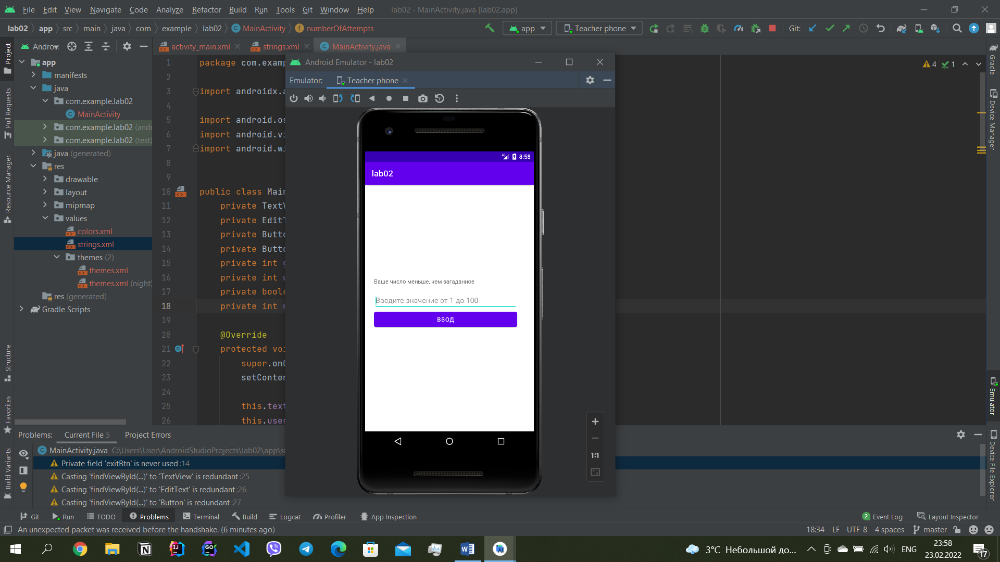 File Edit View Navigate Code Analyze Refactor Build Run Tools Git Window Help lab02 - MainActivity.java [lab02.app]
lab02 app src main java com example lab02 MainActivity numberOfAttempts app Teacher phone Git:
Andro activity_main.xml strings.xml MainActivity.java
Project
Pull Requests
Resource Manager
Structure
Favorites
Build Variants
app
manifests
java
com.example.lab02
MainActivity
com.example.lab02 (andr
com.example.lab02 (test)
java (generated)
res
drawable
layout
mipmap
values
colors.xml
strings.xml
themes (2)
themes.xml
themes.xml (night)
res (generated)
Gradle Scripts
1 package com.examp
2
3 import androidx.a
4
5 import android.os
6 import android.vi
7 import android.wi
8
9
10 public class Main
11 private TextV
12 private EditT
13 private Butto
14 private Butto
15 private int g
16 private int u
17 private boole
18 private int n
19
20 @Override
21 protected voi
22 super.onC
23 setConten
24
25 this.text
26 this.user
4 1
Android Emulator - lab02
Emulator: Teacher phone
4G 8:58
lab02
Ваше число меньше, чем загаданное
Введите значение от 1 до 100
ВВОД
1:1
Gradle
Device Manager
Emulator
Device File Explorer
Problems: Current File 5 Project Errors
MainActivity.java C:\Users\User\AndroidStudioProjects\lab02\app\s
Private field 'exitBtn' is never used :14
Casting 'findViewById(...)' to 'TextView' is redundant :25
Casting 'findViewById(...)' to 'EditText' is redundant :26
Casting 'findViewById(...)' to 'Button' is redundant :27
Git Run TODO Problems Terminal Build Logcat Profiler App Inspection 2 Event Log Layout Inspector
An unexpected packet was received before the handshake. (6 minutes ago) 18:34 LF UTF-8 4 spaces master
3°C Небольшой до... ENG 23:58
23.02.2022 17